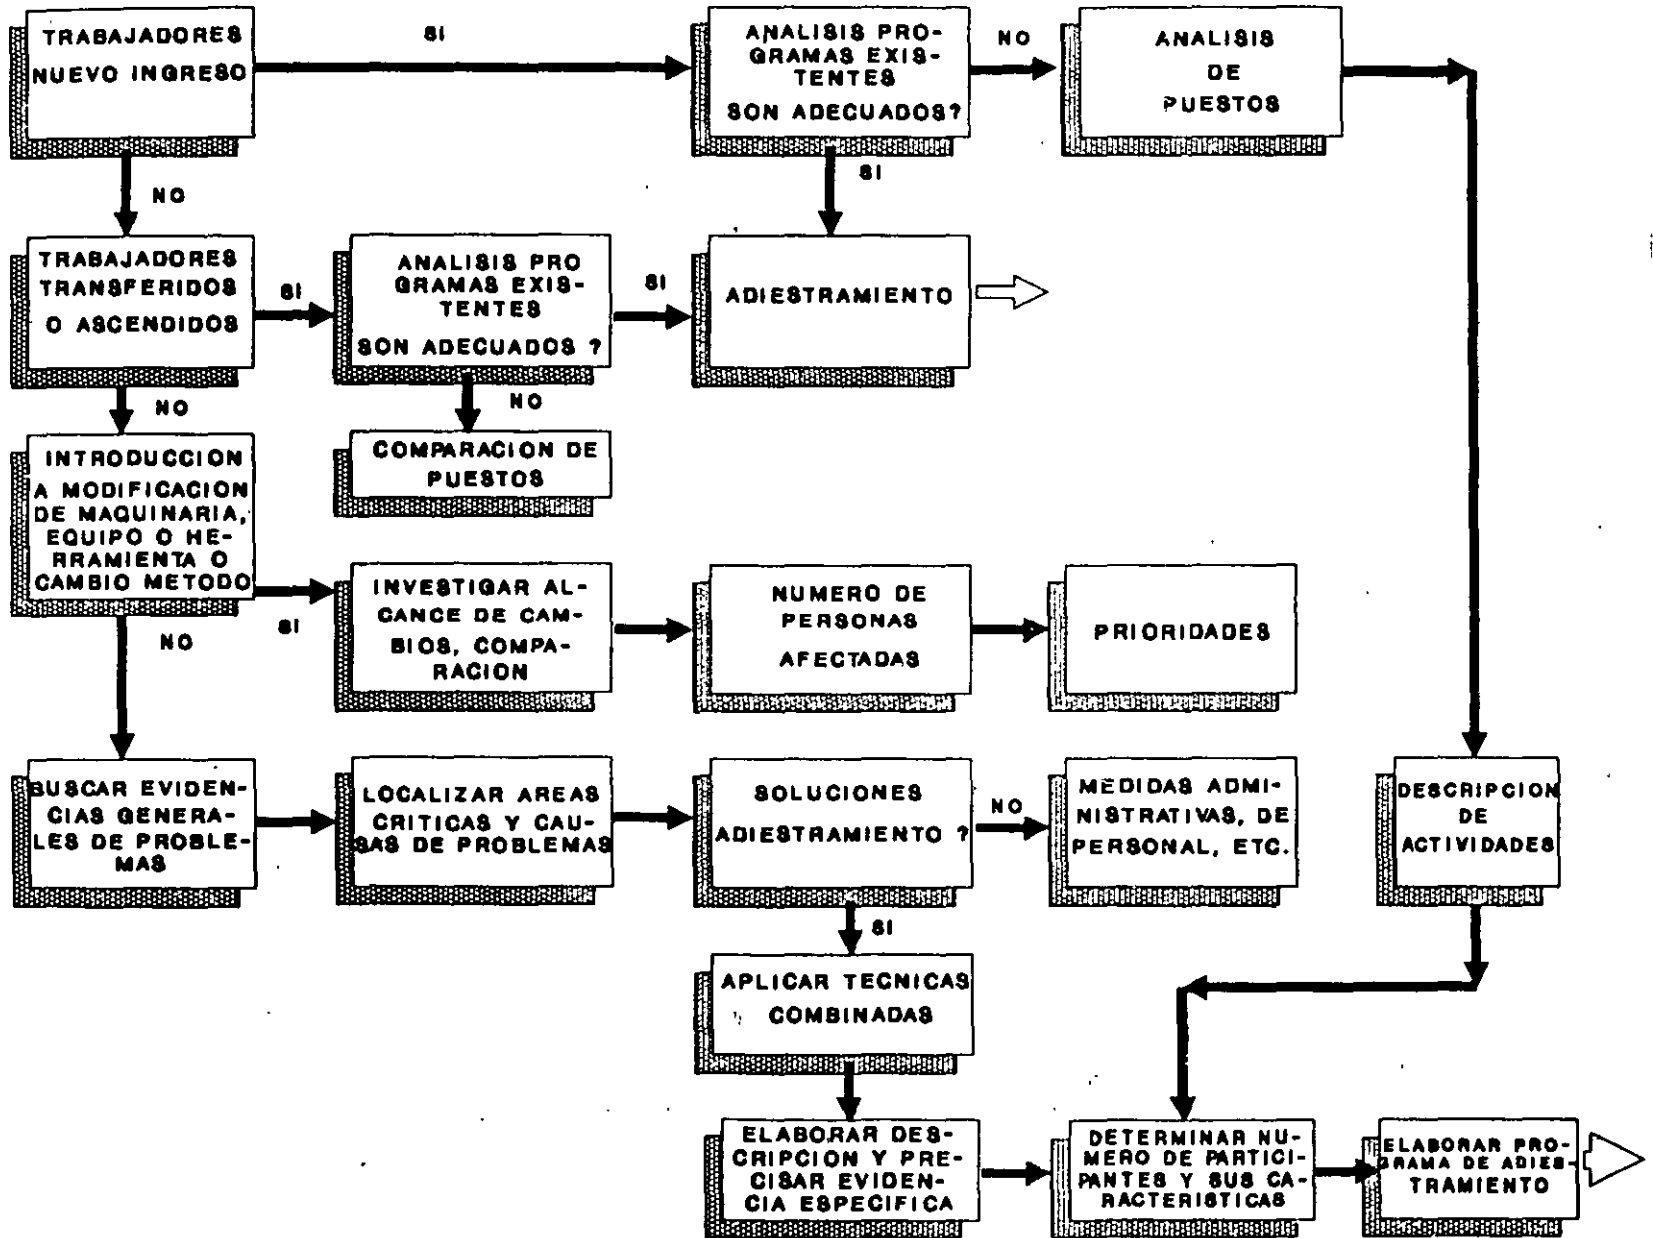 TRABAJADORES
NUEVO INGRESO
SI
ANALISIS PRO-
GRAMAS EXIS-
TENTES
SON ADECUADOS?
NO
ANALISIS
DE
PUESTOS
NO
SI
TRABAJADORES
TRANSFERIDOS
O ASCENDIDOS
SI
ANALISIS PRO
GRAMAS EXIS-
TENTES
SON ADECUADOS ?
SI
ADIESTRAMIENTO
NO
NO
INTRODUCCION
A MODIFICACION
DE MAQUINARIA,
EQUIPO O HE-
RRAMIENTA O
CAMBIO METODO
COMPARACION DE
PUESTOS
NO
SI
INVESTIGAR AL-
CANCE DE CAM-
BIOS, COMPA-
RACION
NUMERO DE
PERSONAS
AFECTADAS
PRIORIDADES
BUSCAR EVIDEN-
CIAS GENERA-
LES DE PROBLE-
MAS
LOCALIZAR AREAS
CRITICAS Y CAU-
SAS DE PROBLEMAS
SOLUCIONES
ADIESTRAMIENTO ?
NO
MEDIDAS ADMI-
NISTRATIVAS, DE
PERSONAL, ETC.
DESCRIPCION
DE
ACTIVIDADES
SI
APLICAR TECNICAS
COMBINADAS
ELABORAR DES-
CRIPCION Y PRE-
CISAR EVIDEN-
CIA ESPECIFICA
DETERMINAR NU-
MERO DE PARTICI-
PANTES Y SUS CA-
RACTERISTICAS
ELABORAR PRO-
GRAMA DE ADIES-
TRAMIENTO